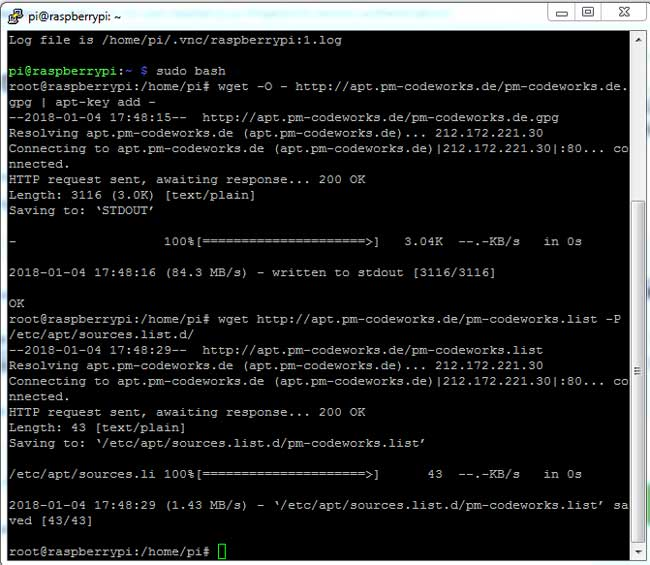 pi@raspberrypi: ~
Log file is /home/pi/.vnc/raspberrypi:1.log
pi@raspberrypi:~ $ sudo bash
root@raspberrypi:/home/pi# wget -O - http://apt.pm-codeworks.de/pm-codeworks.de.
gpg | apt-key add -
--2018-01-04 17:48:15--  http://apt.pm-codeworks.de/pm-codeworks.de.gpg
Resolving apt.pm-codeworks.de (apt.pm-codeworks.de)... 212.172.221.30
Connecting to apt.pm-codeworks.de (apt.pm-codeworks.de)|212.172.221.30|:80... co
nnected.
HTTP request sent, awaiting response... 200 OK
Length: 3116 (3.0K) [text/plain]
Saving to: ‘STDOUT’
-                   100%[=====================>]   3.04K  --.-KB/s   in 0s
2018-01-04 17:48:16 (84.3 MB/s) - written to stdout [3116/3116]
OK
root@raspberrypi:/home/pi# wget http://apt.pm-codeworks.de/pm-codeworks.list -P
/etc/apt/sources.list.d/
--2018-01-04 17:48:29--  http://apt.pm-codeworks.de/pm-codeworks.list
Resolving apt.pm-codeworks.de (apt.pm-codeworks.de)... 212.172.221.30
Connecting to apt.pm-codeworks.de (apt.pm-codeworks.de)|212.172.221.30|:80... co
nnected.
HTTP request sent, awaiting response... 200 OK
Length: 43 [text/plain]
Saving to: ‘/etc/apt/sources.list.d/pm-codeworks.list’
/etc/apt/sources.li 100%[=====================>]      43  --.-KB/s   in 0s
2018-01-04 17:48:29 (1.43 MB/s) - ‘/etc/apt/sources.list.d/pm-codeworks.list’ sa
ved [43/43]
root@raspberrypi:/home/pi#